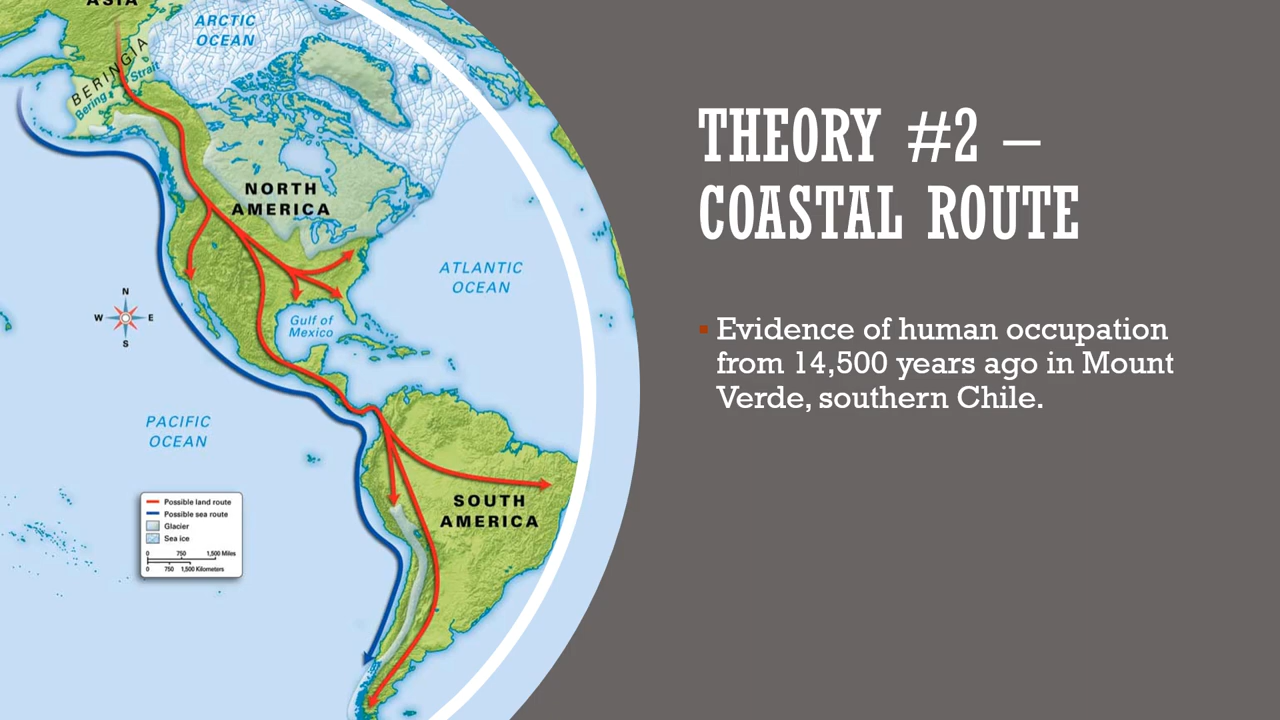 ASIA
ARCTIC
OCEAN
BERINGIA
Bering Strait
NORTH
AMERICA
ATLANTIC
OCEAN
N
W E
S
Gulf of
Mexico
PACIFIC
OCEAN
SOUTH
AMERICA
Possible land route
Possible sea route
Glacier
Sea ice
0 750 1,500 Miles
0 750 1,500 Kilometers
THEORY #2 –
COASTAL ROUTE
Evidence of human occupation
from 14,500 years ago in Mount
Verde, southern Chile.